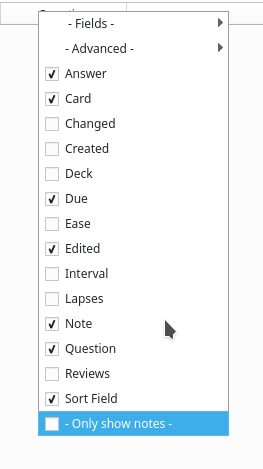 - Fields -
- Advanced -
Answer
Card
Changed
Created
Deck
Due
Ease
Edited
Interval
Lapses
Note
Question
Reviews
Sort Field
- Only show notes -